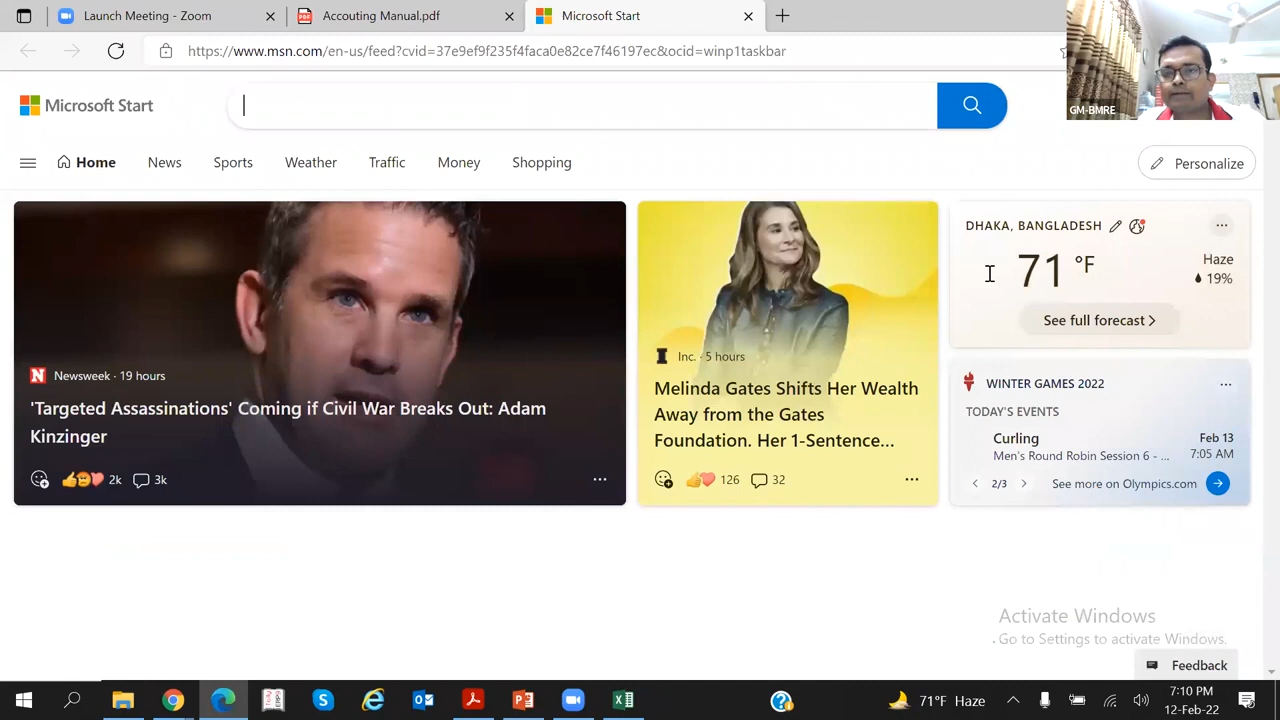 Launch Meeting - Zoom
Accouting Manual.pdf
Microsoft Start
https://www.msn.com/en-us/feed?cvid=37e9ef9f235f4faca0e82ce7f46197ec&ocid=winp1taskbar
GM-BMRE
Microsoft Start
Home
News
Sports
Weather
Traffic
Money
Shopping
Personalize
Newsweek · 19 hours
'Targeted Assassinations' Coming if Civil War Breaks Out: Adam
Kinzinger
2k
3k
Inc. · 5 hours
Melinda Gates Shifts Her Wealth
Away from the Gates
Foundation. Her 1-Sentence...
126
32
DHAKA, BANGLADESH
71 °F
Haze
19%
See full forecast
WINTER GAMES 2022
TODAY'S EVENTS
Curling
Feb 13
Men's Round Robin Session 6 - ...
7:05 AM
2/3
See more on Olympics.com
Activate Windows
Go to Settings to activate Windows.
Feedback
71°F Haze
7:10 PM
12-Feb-22